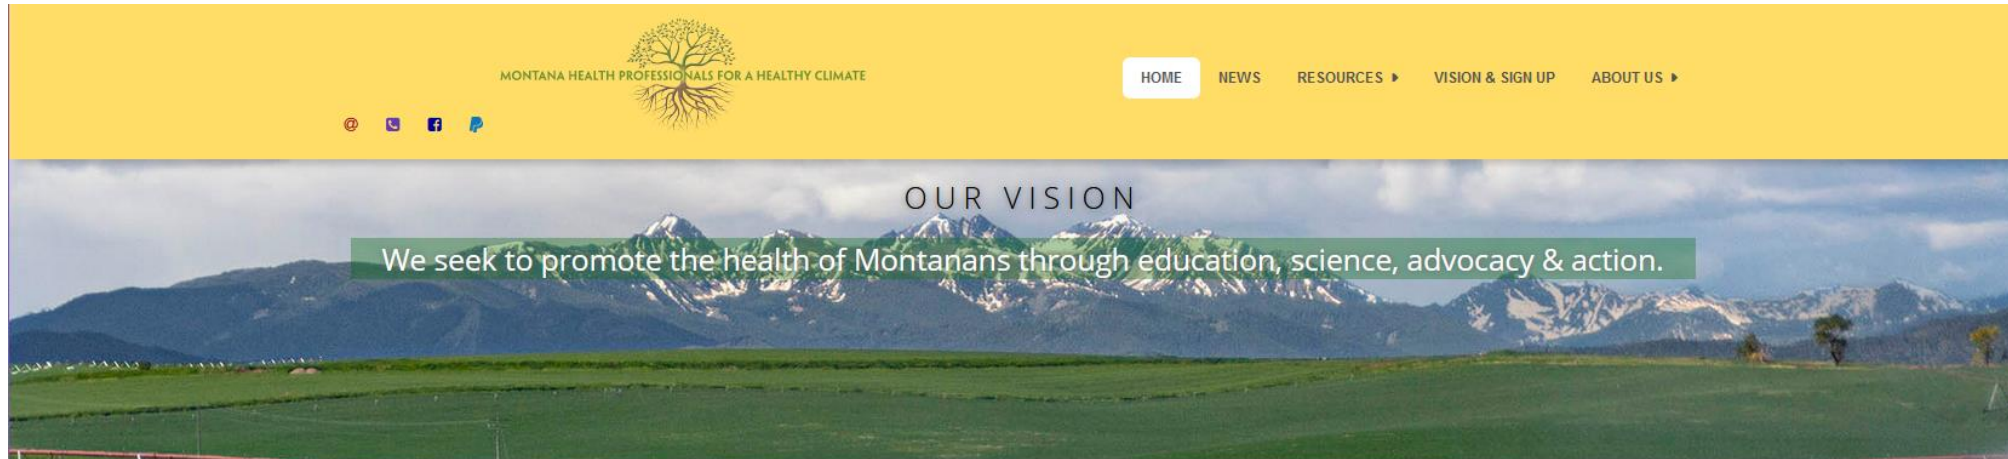 MONTANA HEALTH PROFESSIONALS FOR A HEALTHY CLIMATE
HOME NEWS RESOURCES VISION & SIGN UP ABOUT US
OUR VISION
We seek to promote the health of Montanans through education, science, advocacy & action.